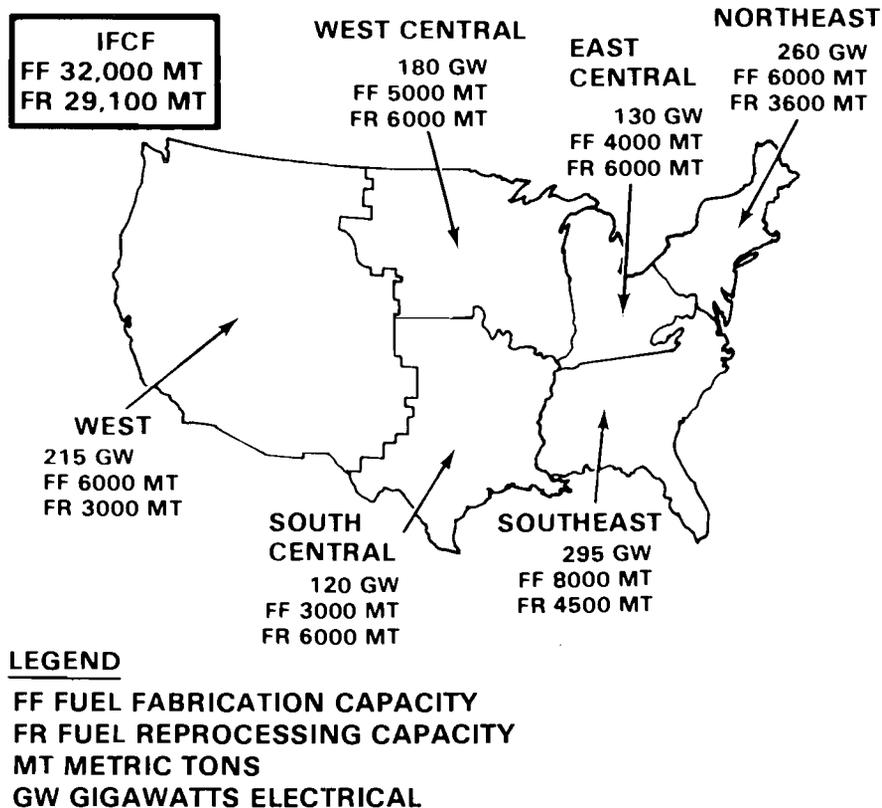 IFCF
FF 32,000 MT
FR 29,100 MT
WEST CENTRAL
180 GW
FF 5000 MT
FR 6000 MT
EAST
CENTRAL
130 GW
FF 4000 MT
FR 6000 MT
NORTHEAST
260 GW
FF 6000 MT
FR 3600 MT
WEST
215 GW
FF 6000 MT
FR 3000 MT
SOUTH
CENTRAL
120 GW
FF 3000 MT
FR 6000 MT
SOUTHEAST
295 GW
FF 8000 MT
FR 4500 MT
LEGEND
FF FUEL FABRICATION CAPACITY
FR FUEL REPROCESSING CAPACITY
MT METRIC TONS
GW GIGAWATTS ELECTRICAL